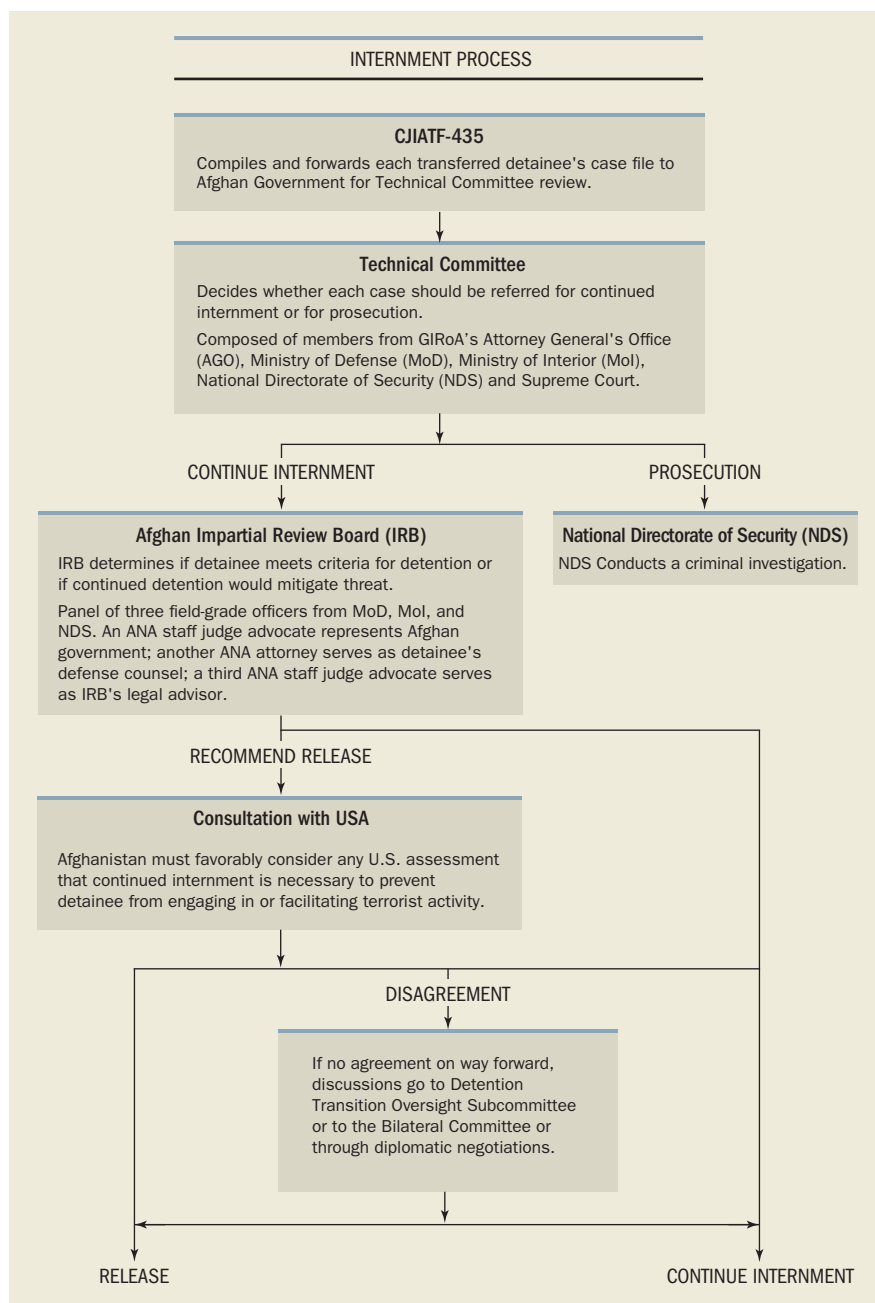 INTERNMENT PROCESS
CJIATF-435
Compiles and forwards each transferred detainee's case file to
Afghan Government for Technical Committee review.
Technical Committee
Decides whether each case should be referred for continued
internment or for prosecution.
Composed of members from GIRoA's Attorney General's Office
(AGO), Ministry of Defense (MoD), Ministry of Interior (MoI),
National Directorate of Security (NDS) and Supreme Court.
CONTINUE INTERNMENT
PROSECUTION
Afghan Impartial Review Board (IRB)
IRB determines if detainee meets criteria for detention or
if continued detention would mitigate threat.
Panel of three field-grade officers from MoD, MoI, and
NDS. An ANA staff judge advocate represents Afghan
government; another ANA attorney serves as detainee's
defense counsel; a third ANA staff judge advocate serves
as IRB's legal advisor.
National Directorate of Security (NDS)
NDS Conducts a criminal investigation.
RECOMMEND RELEASE
Consultation with USA
Afghanistan must favorably consider any U.S. assessment
that continued internment is necessary to prevent
detainee from engaging in or facilitating terrorist activity.
DISAGREEMENT
If no agreement on way forward,
discussions go to Detention
Transition Oversight Subcommittee
or to the Bilateral Committee or
through diplomatic negotiations.
RELEASE
CONTINUE INTERNMENT